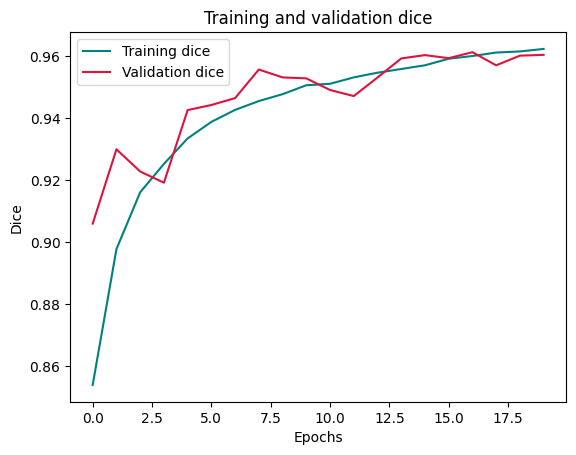 Training and validation dice
Training dice
Validation dice
0.96
0.94
0.92
0.90
0.88
0.86
Dice
0.0 2.5 5.0 7.5 10.0 12.5 15.0 17.5
Epochs